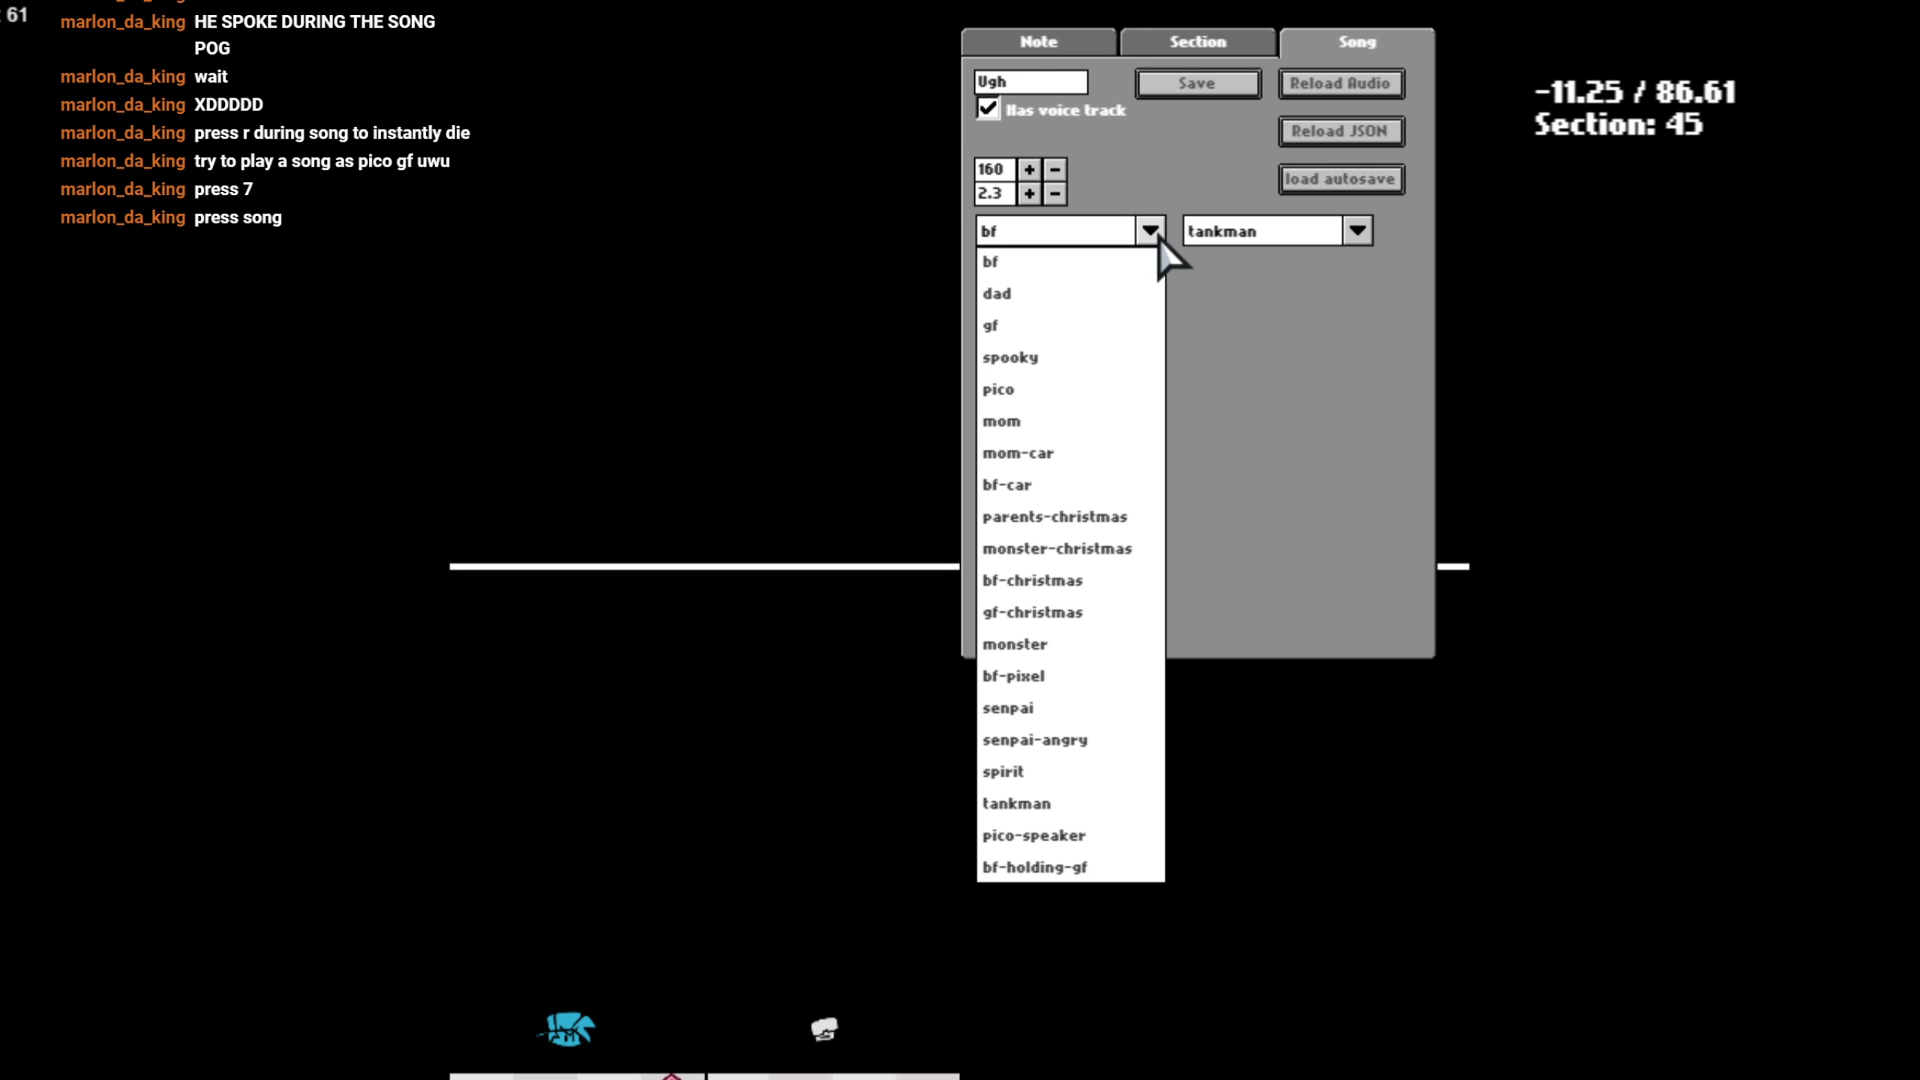 61
marlon_da_king HE SPOKE DURING THE SONG
POG
marlon_da_king wait
marlon_da_king XDDDDD
marlon_da_king press r during song to instantly die
marlon_da_king try to play a song as pico gf uwu
marlon_da_king press 7
marlon_da_king press song
Note Section Song
Ugh Save Reload Audio
Has voice track
Reload JSON
160 + -
load autosave
2.3 + -
bf tankman
bf
dad
gf
spooky
pico
mom
mom-car
bf-car
parents-christmas
monster-christmas
bf-christmas
gf-christmas
monster
bf-pixel
senpai
senpai-angry
spirit
tankman
pico-speaker
bf-holding-gf
-11.25 / 86.61
Section: 45